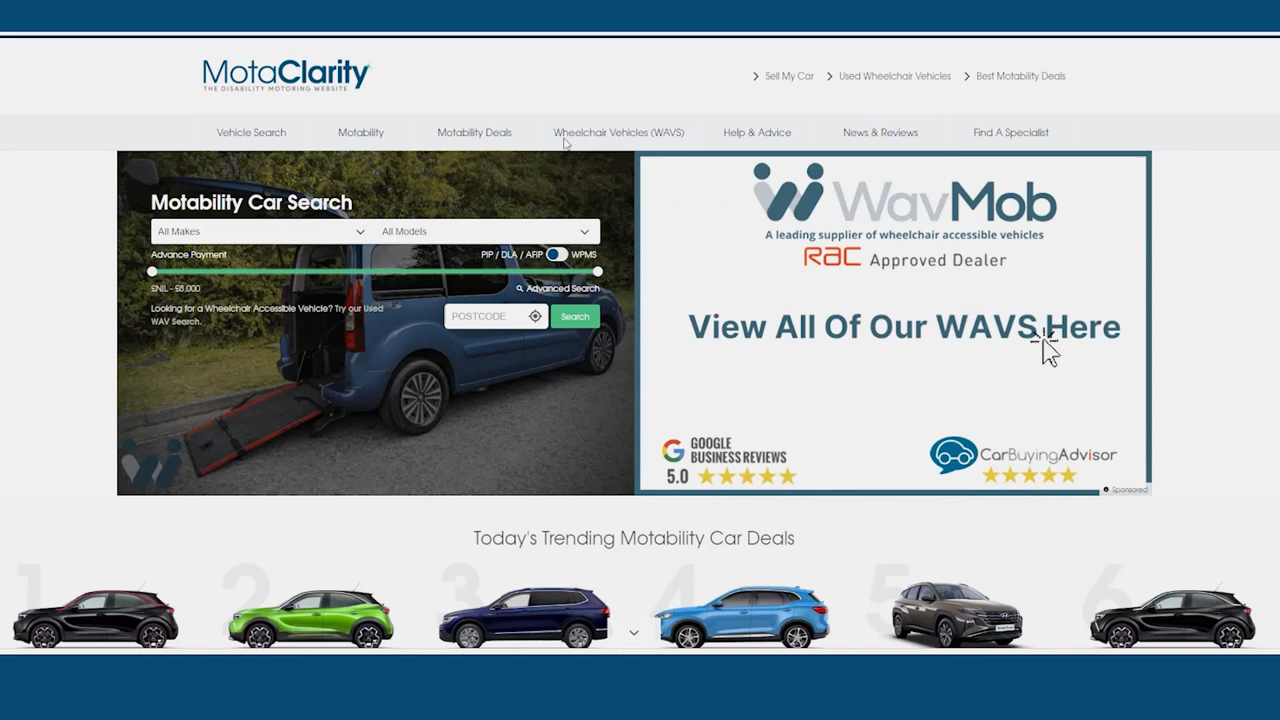 MotaClarity
THE DISABILITY MOTORING WEBSITE
Sell My Car
Used Wheelchair Vehicles
Best Motability Deals
Vehicle Search
Motability
Motability Deals
Wheelchair Vehicles (WAVS)
Help & Advice
News & Reviews
Find A Specialist
Motability Car Search
All Makes
All Models
Advance Payment
PIP / DLA / AFIP
WPMS
£NIL - £8,000
Advanced Search
Looking for a Wheelchair Accessible Vehicle? Try our Used
WAV Search.
POSTCODE
Search
WavMob
A leading supplier of wheelchair accessible vehicles
RAC Approved Dealer
View All Of Our WAVS Here
GOOGLE
BUSINESS REVIEWS
5.0
CarBuyingAdvisor
Sponsored
Today's Trending Motability Car Deals
1
2
3
4
5
6